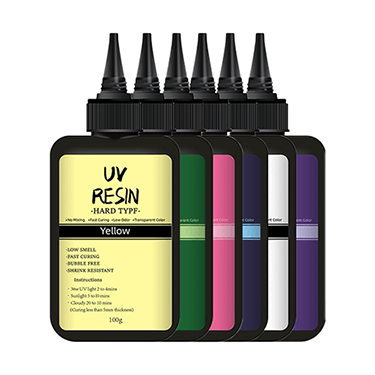 UV
RESIN
-HARD TYPF-
•No Mixing •Fast Curing •Low Odor •Transparent Color
Yellow
-LOW SMELL
-FAST CURING
-BUBBLE FREE
-SHRINK RESISTANT
Instructions
- 36w UV light 2 to 4mins
- Sunlight 5 to 10 mins
- Cloudy 20 to 10 mins
(Curing less than 5mm thickness)
100g